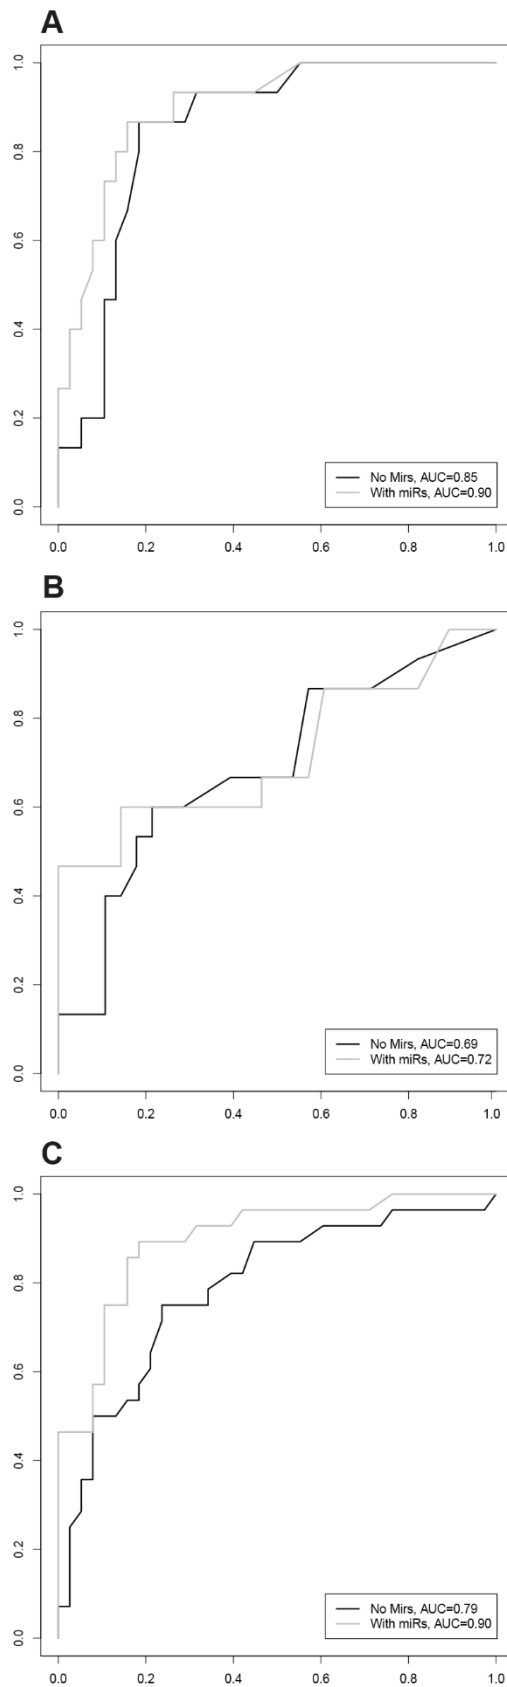 A
1.0
0.8
0.6
0.4
0.2
0.0
No Mirs, AUC=0.85
With miRs, AUC=0.90
0.0 0.2 0.4 0.6 0.8 1.0
B
1.0
0.8
0.6
0.4
0.2
0.0
No Mirs, AUC=0.69
With miRs, AUC=0.72
0.0 0.2 0.4 0.6 0.8 1.0
C
1.0
0.8
0.6
0.4
0.2
0.0
No Mirs, AUC=0.79
With miRs, AUC=0.90
0.0 0.2 0.4 0.6 0.8 1.0